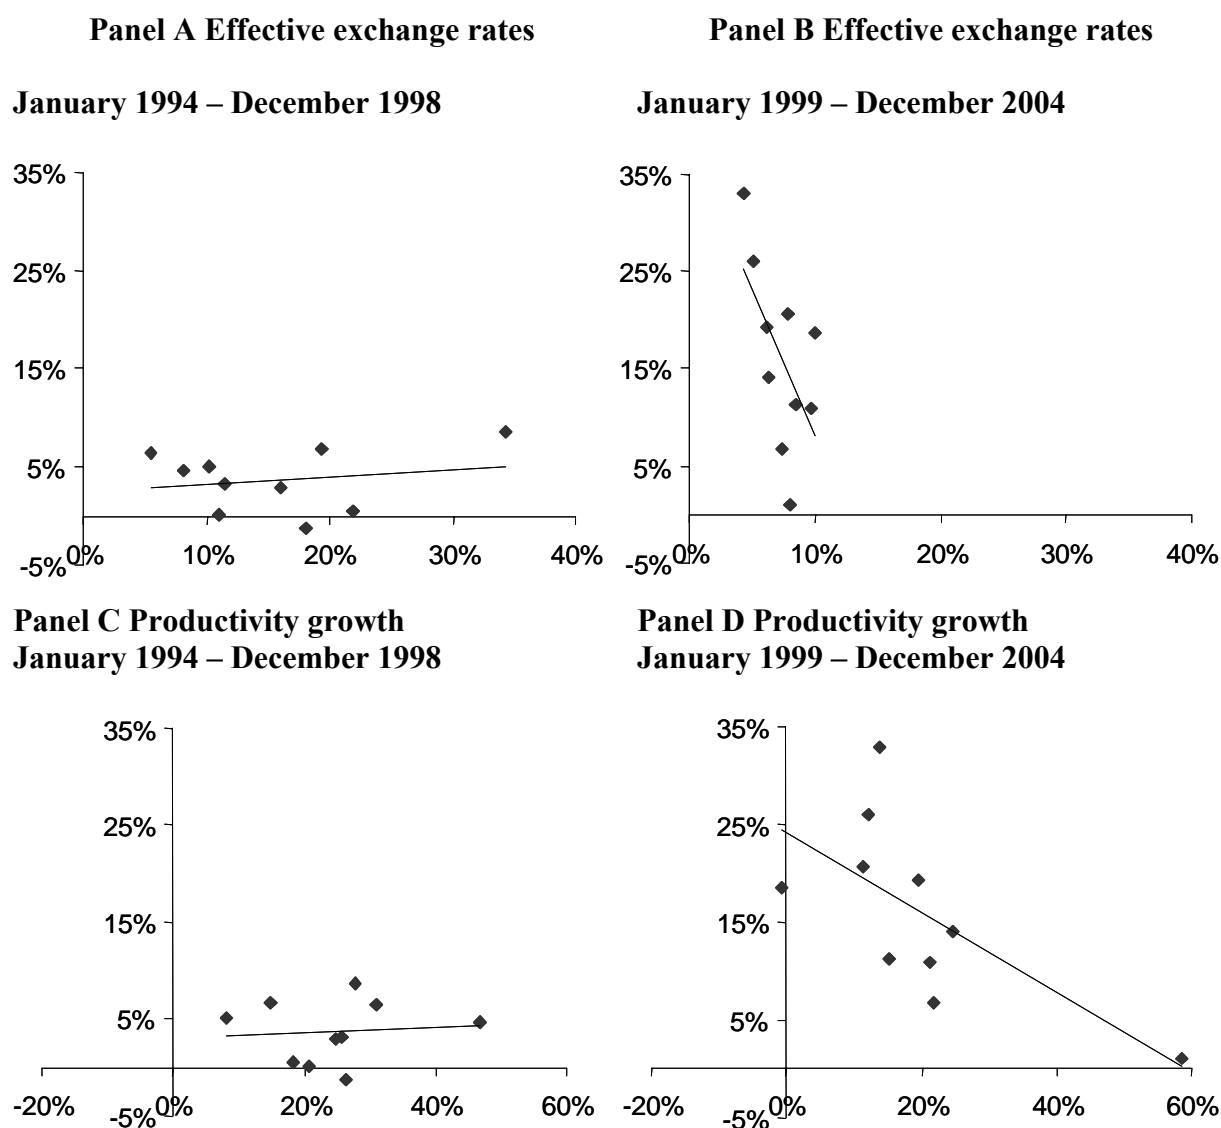 Panel A Effective exchange rates
January 1994 – December 1998
35%
25%
15%
5%
-5%
0% 10% 20% 30% 40%
Panel B Effective exchange rates
January 1999 – December 2004
35%
25%
15%
5%
-5%
0% 10% 20% 30% 40%
Panel C Productivity growth
January 1994 – December 1998
35%
25%
15%
5%
-5%
-20% 0% 20% 40% 60%
Panel D Productivity growth
January 1999 – December 2004
35%
25%
15%
5%
-5%
-20% 0% 20% 40% 60%